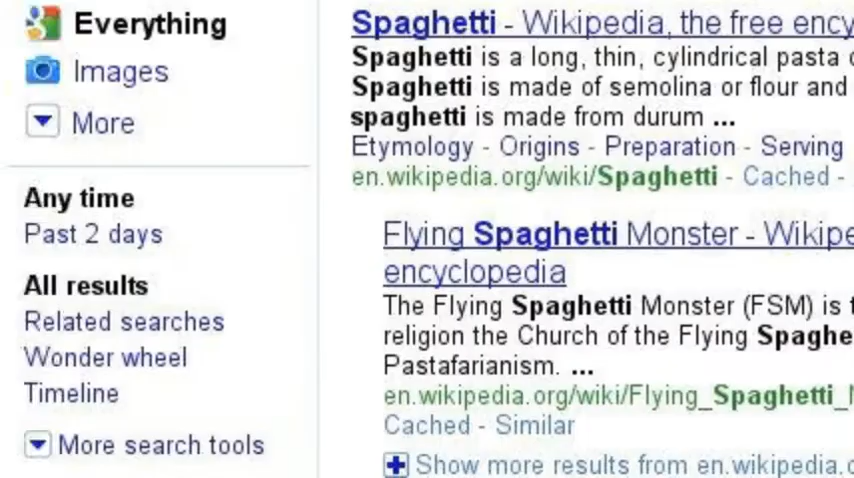 Everything
Images
More
Any time
Past 2 days
All results
Related searches
Wonder wheel
Timeline
More search tools
Spaghetti - Wikipedia, the free ency
Spaghetti is a long, thin, cylindrical pasta
Spaghetti is made of semolina or flour and
spaghetti is made from durum ...
Etymology - Origins - Preparation - Serving
en.wikipedia.org/wiki/Spaghetti - Cached -
Flying Spaghetti Monster - Wikipe
encyclopedia
The Flying Spaghetti Monster (FSM) is t
religion the Church of the Flying Spaghe
Pastafarianism. ...
en.wikipedia.org/wiki/Flying_Spaghetti_
Cached - Similar
Show more results from en.wikipedia.o